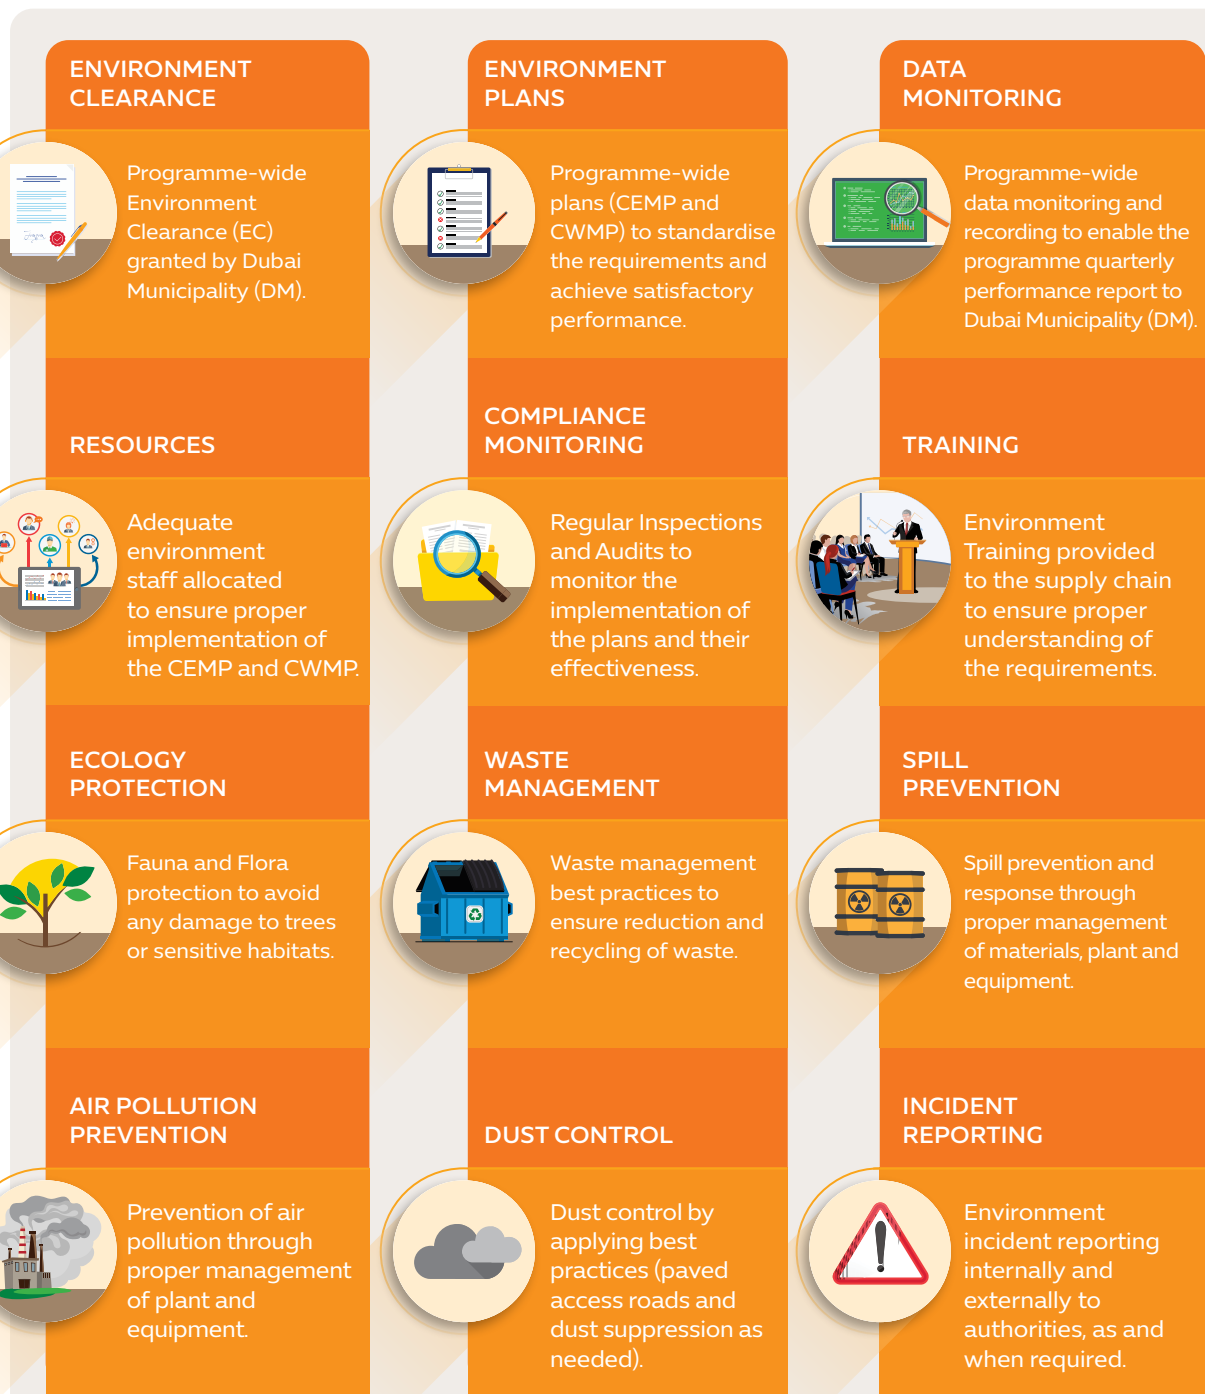 ENVIRONMENT
CLEARANCE
Programme-wide
Environment
Clearance (EC)
granted by Dubai
Municipality (DM).
ENVIRONMENT
PLANS
Programme-wide
plans (CEMP and
CWMP) to standardise
the requirements and
achieve satisfactory
performance.
DATA
MONITORING
Programme-wide
data monitoring and
recording to enable the
programme quarterly
performance report to
Dubai Municipality (DM).
RESOURCES
Adequate
environment
staff allocated
to ensure proper
implementation of
the CEMP and CWMP.
COMPLIANCE
MONITORING
Regular Inspections
and Audits to
monitor the
implementation of
the plans and their
effectiveness.
TRAINING
Environment
Training provided
to the supply chain
to ensure proper
understanding of
the requirements.
ECOLOGY
PROTECTION
Fauna and Flora
protection to avoid
any damage to trees
or sensitive habitats.
WASTE
MANAGEMENT
Waste management
best practices to
ensure reduction and
recycling of waste.
SPILL
PREVENTION
Spill prevention and
response through
proper management
of materials, plant and
equipment.
AIR POLLUTION
PREVENTION
Prevention of air
pollution through
proper management
of plant and
equipment.
DUST CONTROL
Dust control by
applying best
practices (paved
access roads and
dust suppression as
needed).
INCIDENT
REPORTING
Environment
incident reporting
internally and
externally to
authorities, as and
when required.